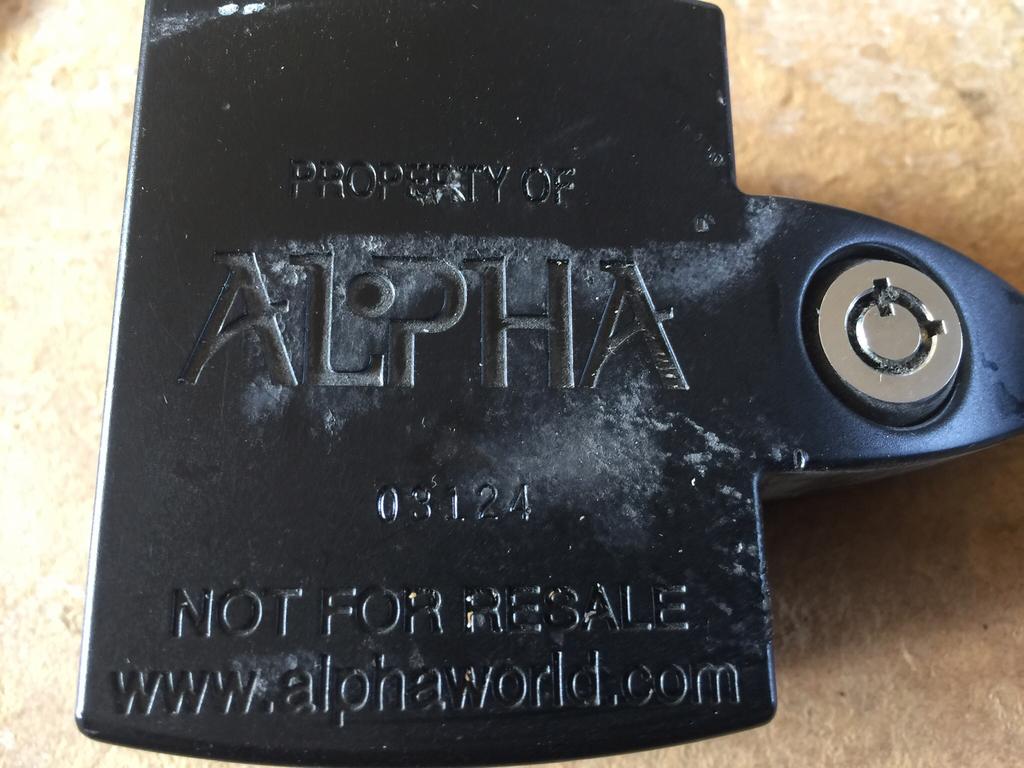 PROPERTY OF
ALPHA
03124
NOT FOR RESALE
www.alphaworld.com